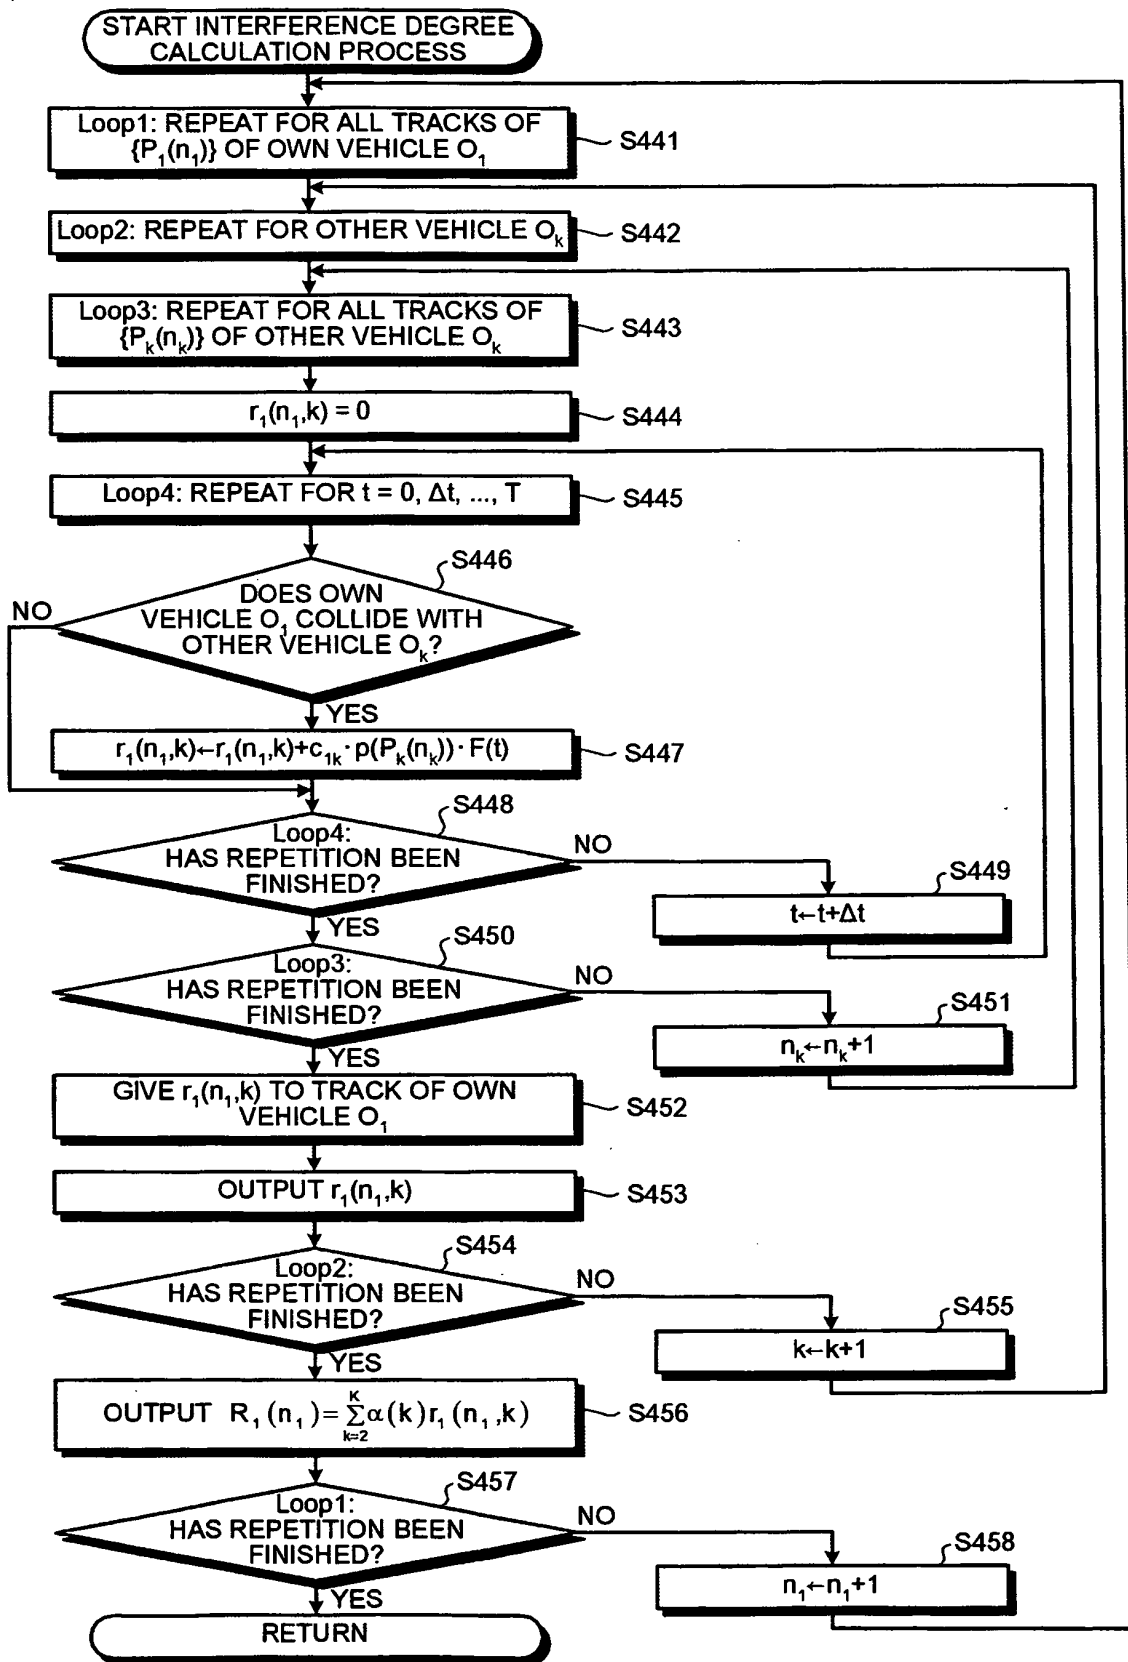 START INTERFERENCE DEGREE
CALCULATION PROCESS
Loop1: REPEAT FOR ALL TRACKS OF
{P₁(n₁)} OF OWN VEHICLE O₁
S441
Loop2: REPEAT FOR OTHER VEHICLE Oₖ
S442
Loop3: REPEAT FOR ALL TRACKS OF
{Pₖ(nₖ)} OF OTHER VEHICLE Oₖ
S443
r₁(n₁,k) = 0
S444
Loop4: REPEAT FOR t = 0, Δt, ..., T
S445
S446
DOES OWN
VEHICLE O₁ COLLIDE WITH
OTHER VEHICLE Oₖ?
NO
YES
r₁(n₁,k)←r₁(n₁,k)+c₁ₖ·p(Pₖ(nₖ))·F(t)
S447
S448
Loop4:
HAS REPETITION BEEN
FINISHED?
NO
YES
S449
t←t+Δt
S450
Loop3:
HAS REPETITION BEEN
FINISHED?
NO
YES
S451
nₖ←nₖ+1
GIVE r₁(n₁,k) TO TRACK OF OWN
VEHICLE O₁
S452
OUTPUT r₁(n₁,k)
S453
S454
Loop2:
HAS REPETITION BEEN
FINISHED?
NO
YES
S455
k←k+1
OUTPUT R₁(n₁)=∑ₖ₌₂ᴷ α(k)r₁(n₁,k)
S456
S457
Loop1:
HAS REPETITION BEEN
FINISHED?
NO
YES
S458
n₁←n₁+1
RETURN